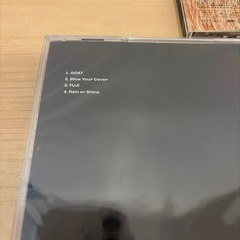 1. GOAT
2. Blow Your Cover
3. FUJI
4. Rain or Shine